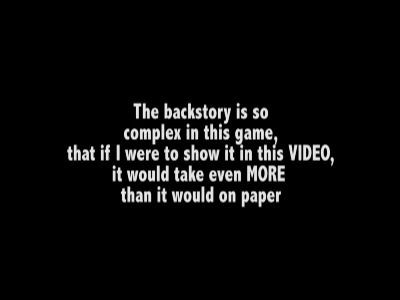 The backstory is so
complex in this game,
that if I were to show it in this VIDEO,
it would take even MORE
than it would on paper